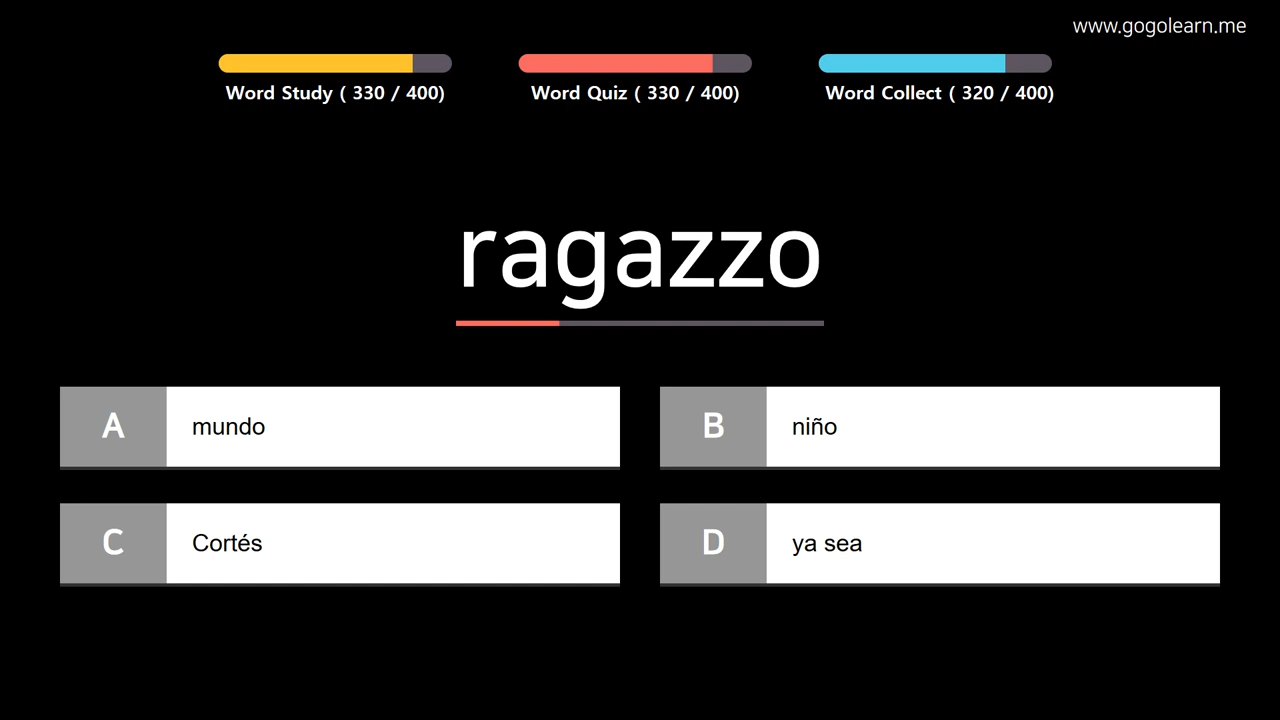 www.gogolearn.me
Word Study ( 330 / 400)
Word Quiz ( 330 / 400)
Word Collect ( 320 / 400)
ragazzo
A mundo
B niño
C Cortés
D ya sea